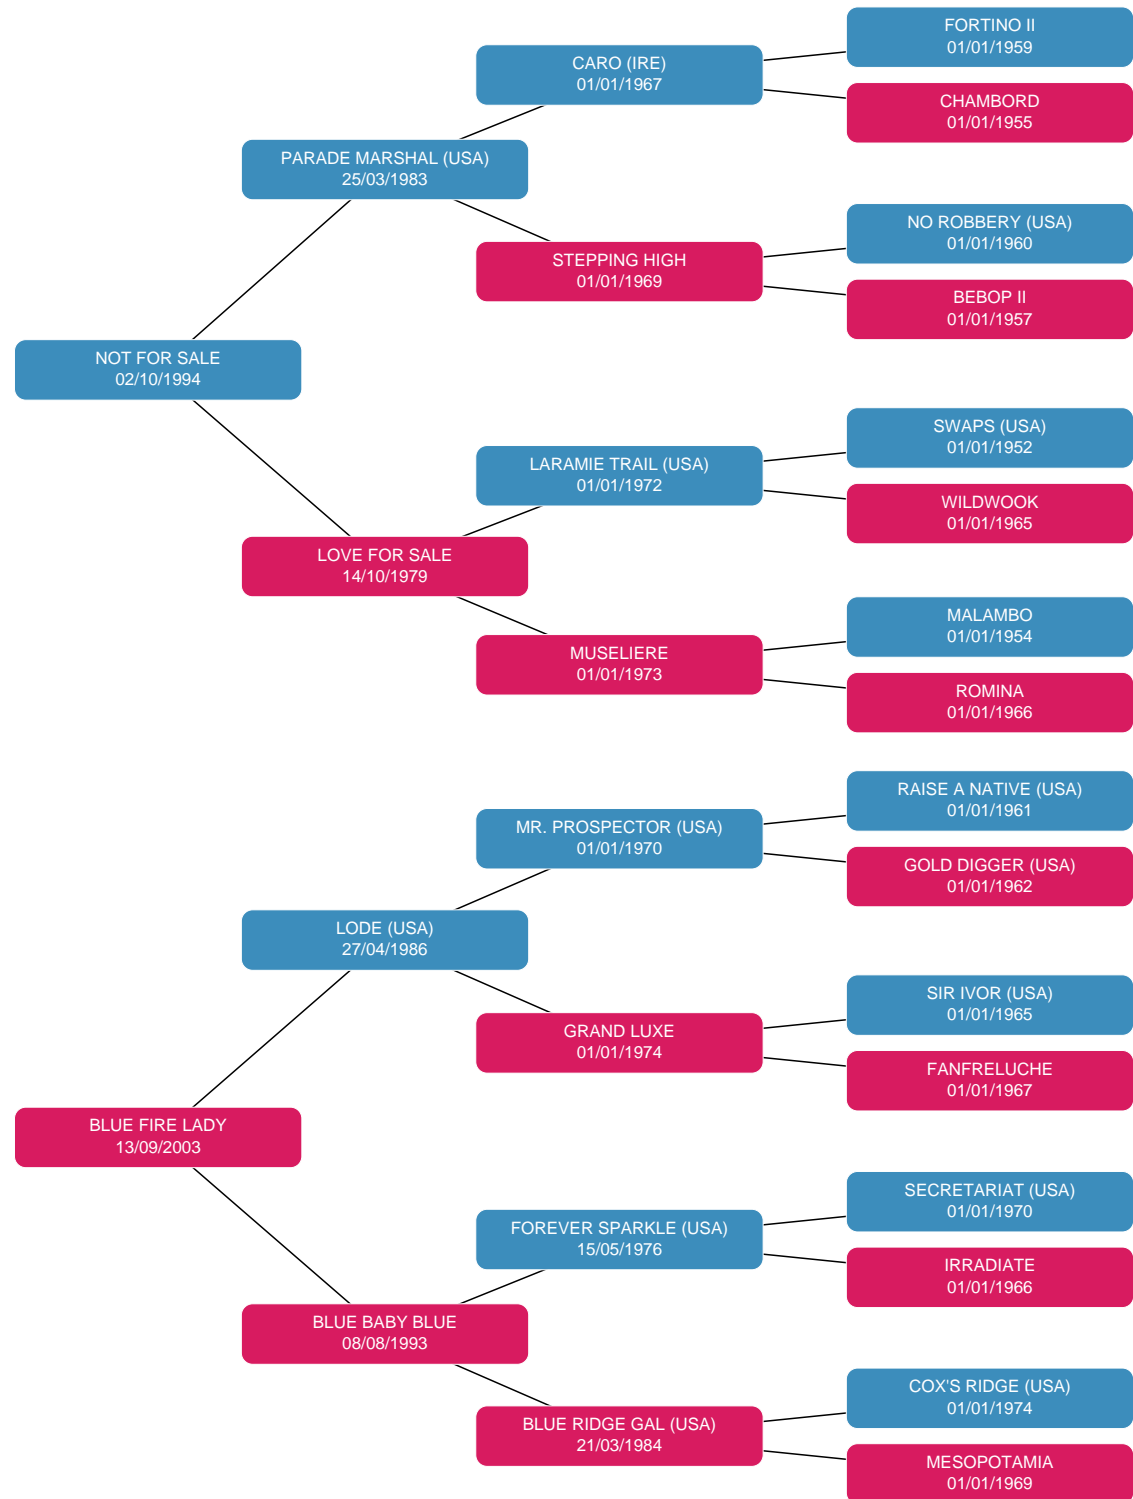 FORTINO II
01/01/1959
CARO (IRE)
01/01/1967
CHAMBORD
01/01/1955
PARADE MARSHAL (USA)
25/03/1983
NO ROBBERY (USA)
01/01/1960
STEPPING HIGH
01/01/1969
BEBOP II
01/01/1957
NOT FOR SALE
02/10/1994
SWAPS (USA)
01/01/1952
LARAMIE TRAIL (USA)
01/01/1972
WILDWOOK
01/01/1965
LOVE FOR SALE
14/10/1979
MALAMBO
01/01/1954
MUSELIERE
01/01/1973
ROMINA
01/01/1966
RAISE A NATIVE (USA)
01/01/1961
MR. PROSPECTOR (USA)
01/01/1970
GOLD DIGGER (USA)
01/01/1962
LODE (USA)
27/04/1986
SIR IVOR (USA)
01/01/1965
GRAND LUXE
01/01/1974
FANFRELUCHE
01/01/1967
BLUE FIRE LADY
13/09/2003
SECRETARIAT (USA)
01/01/1970
FOREVER SPARKLE (USA)
15/05/1976
IRRADIATE
01/01/1966
BLUE BABY BLUE
08/08/1993
COX'S RIDGE (USA)
01/01/1974
BLUE RIDGE GAL (USA)
21/03/1984
MESOPOTAMIA
01/01/1969